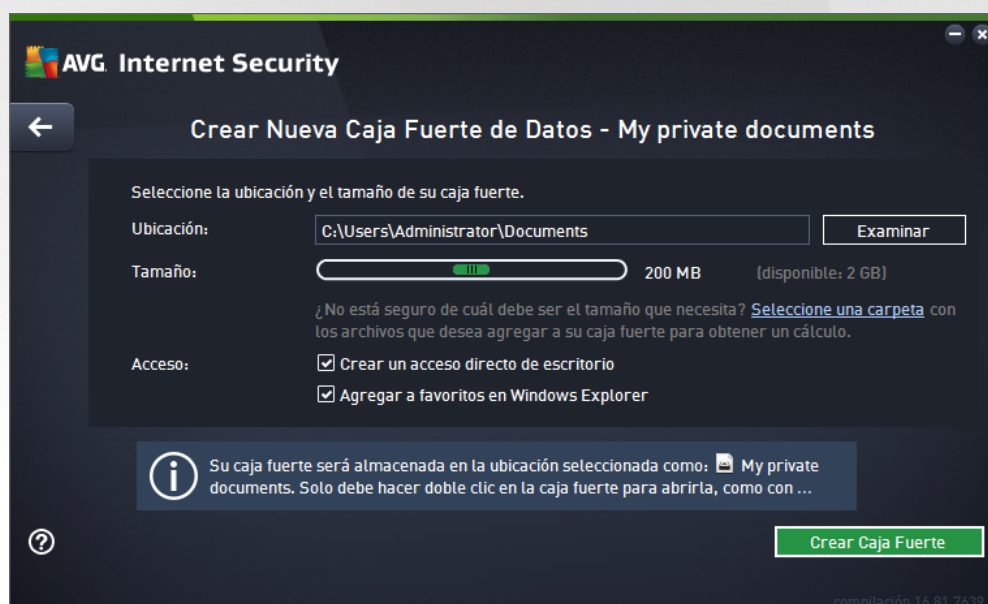 AVG. Internet Security
Crear Nueva Caja Fuerte de Datos - My private documents
Seleccione la ubicación y el tamaño de su caja fuerte.
Ubicación: C:\Users\Administrator\Documents Examinar
Tamaño: 200 MB (disponible: 2 GB)
¿No está seguro de cuál debe ser el tamaño que necesita? Seleccione una carpeta con
los archivos que desea agregar a su caja fuerte para obtener un cálculo.
Acceso: Crear un acceso directo de escritorio
Agregar a favoritos en Windows Explorer
Su caja fuerte será almacenada en la ubicación seleccionada como: My private
documents. Solo debe hacer doble clic en la caja fuerte para abrirla, como con ...
Crear Caja Fuerte
compilación 16.81.7639